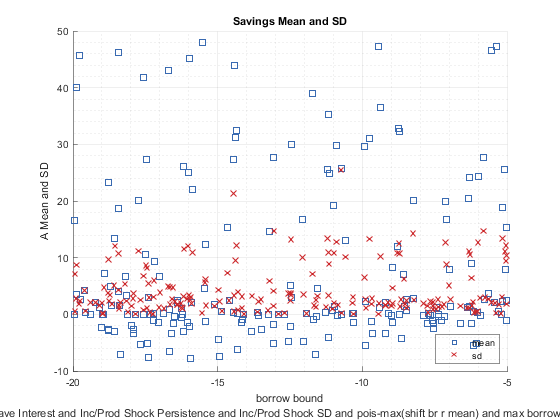 Savings Mean and SD
50
40
30
20
10
0
-10
A Mean and SD
-20
-15
-10
-5
borrow bound
mean
sd
ave Interest and Inc/Prod Shock Persistence and Inc/Prod Shock SD and pois-max(shift br r mean) and max borrow